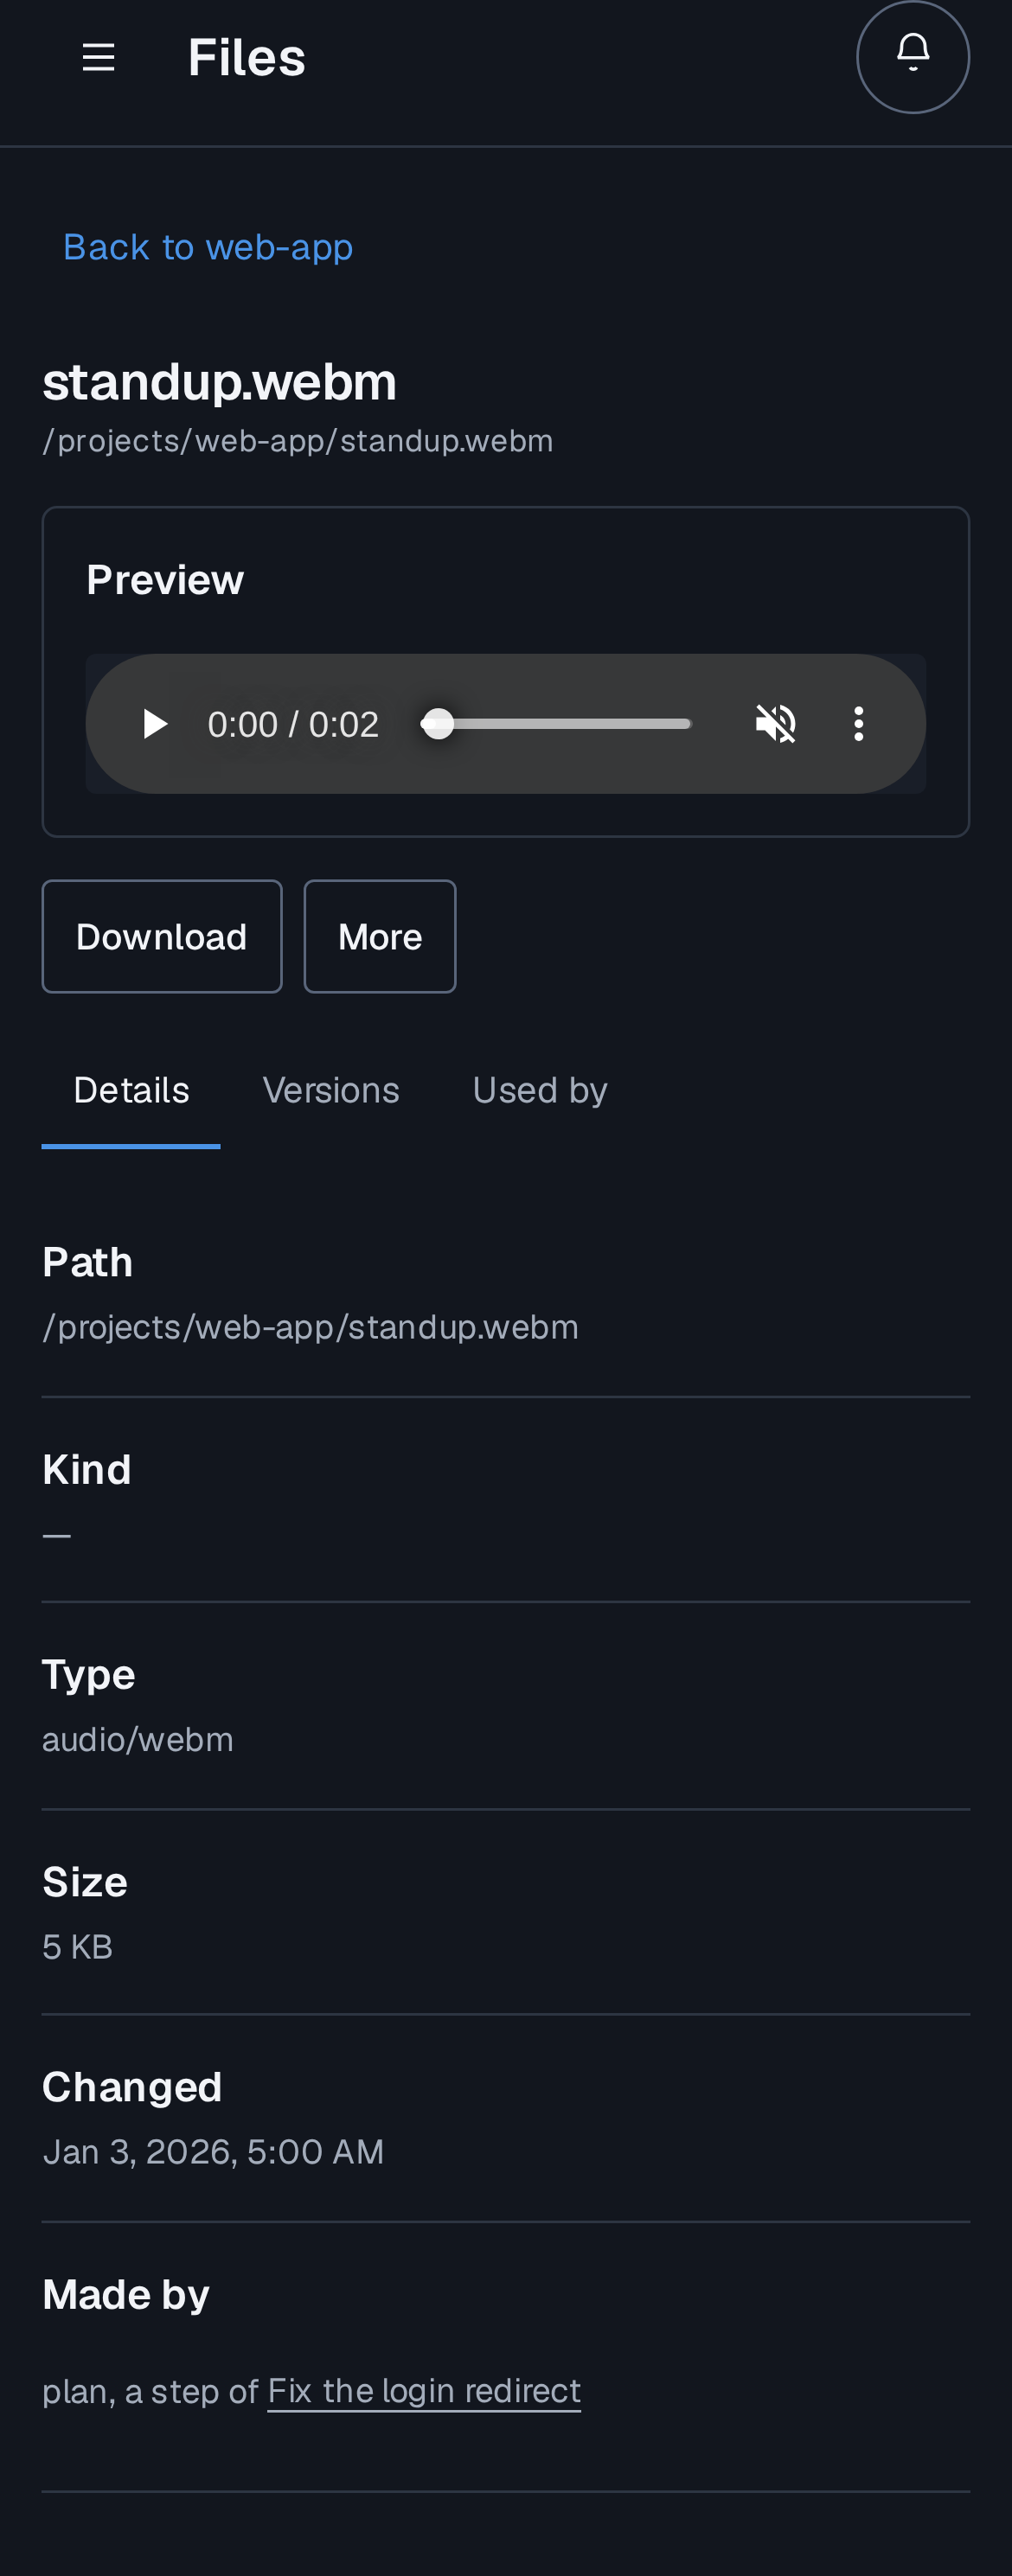 Files
Back to web-app
standup.webm
/projects/web-app/standup.webm
Preview
0:00 / 0:02
Download More
Details Versions Used by
Path
/projects/web-app/standup.webm
Kind
—
Type
audio/webm
Size
5 KB
Changed
Jan 3, 2026, 5:00 AM
Made by
plan, a step of Fix the login redirect